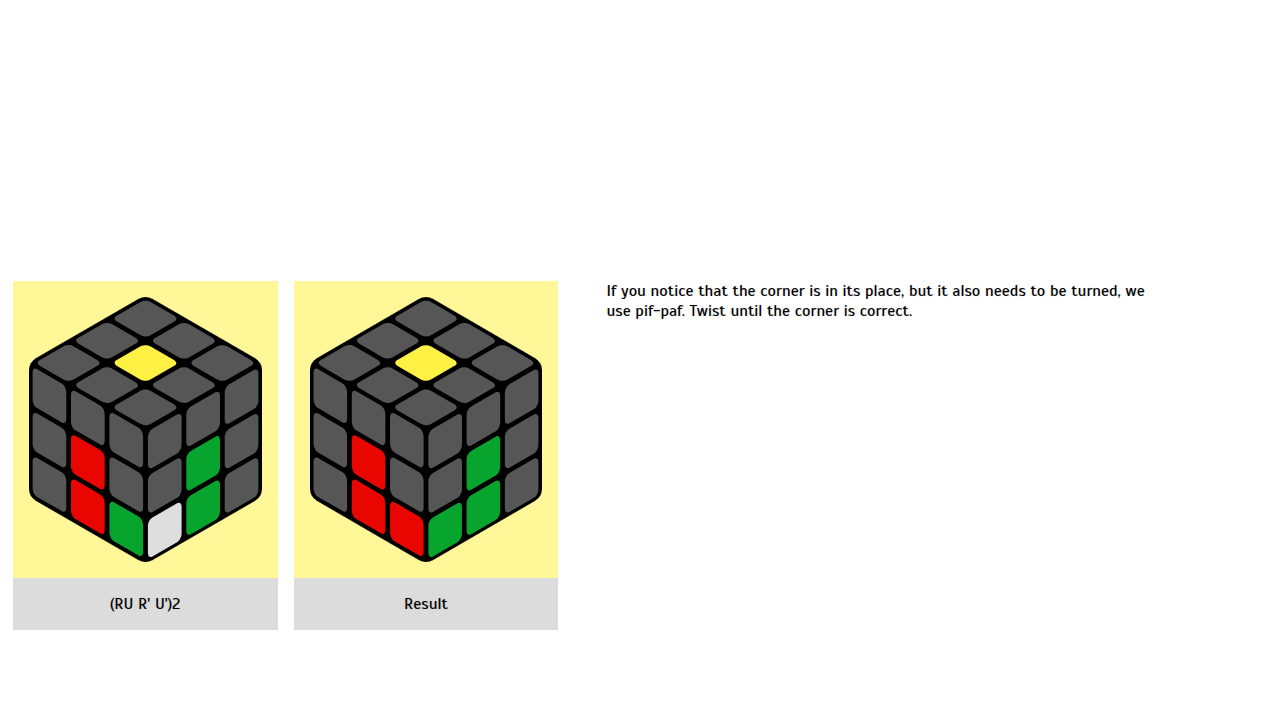 If you notice that the corner is in its place, but it also needs to be turned, we
use pif-paf. Twist until the corner is correct.
(RU R' U')2
Result